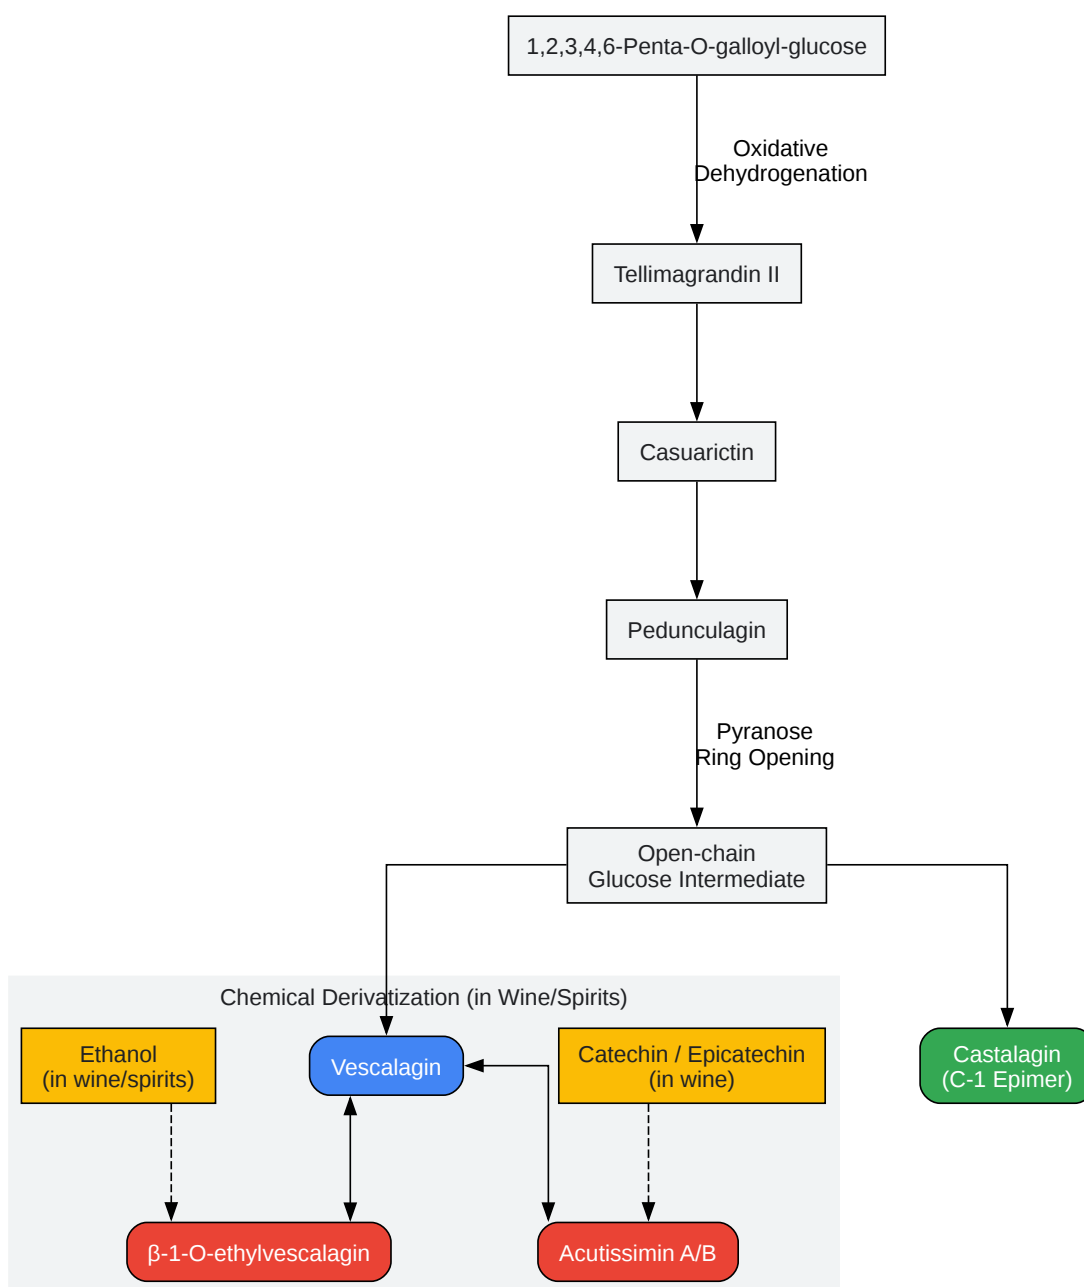 1,2,3,4,6-Penta-O-galloyl-glucose
Oxidative
Dehydrogenation
Tellimagrandin II
Casuarictin
Pedunculagin
Pyranose
Ring Opening
Open-chain
Glucose Intermediate
Chemical Derivatization (in Wine/Spirits)
Ethanol
(in wine/spirits)
Vescalagin
Catechin / Epicatechin
(in wine)
Castalagin
(C-1 Epimer)
β-1-O-ethylvescalagin
Acutissimin A/B